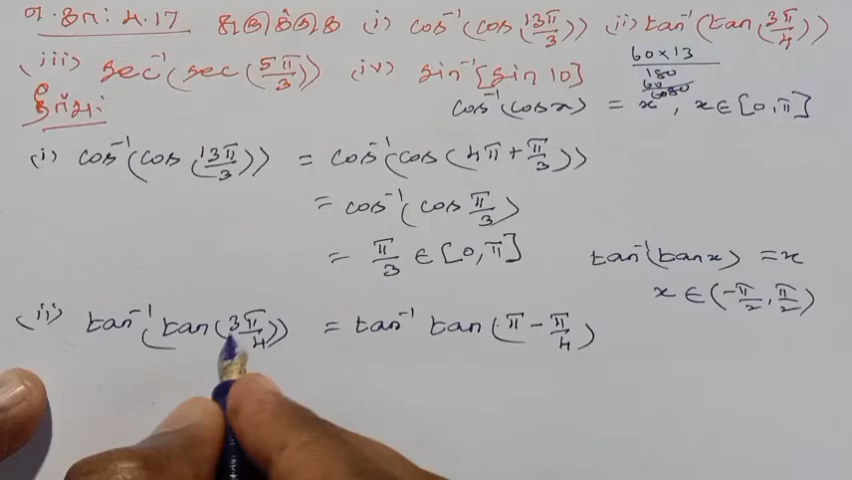 எ.கா: 4.17 சுருக்குக (i) cos⁻¹(cos(13π/3)) (ii) tan⁻¹(tan(3π/4))
(iii) sec⁻¹(sec(5π/3)) (iv) sin⁻¹[sin 10]
60×13
180
60
தீர்வு: cos⁻¹(cos x) = x, x∈[0,π]
(i) cos⁻¹(cos(13π/3)) = cos⁻¹(cos(4π+π/3))
= cos⁻¹(cos π/3)
= π/3 ∈ [0,π]
tan⁻¹(tan x) = x
x ∈ (-π/2, π/2)
(ii) tan⁻¹(tan(3π/4)) = tan⁻¹ tan(π - π/4)